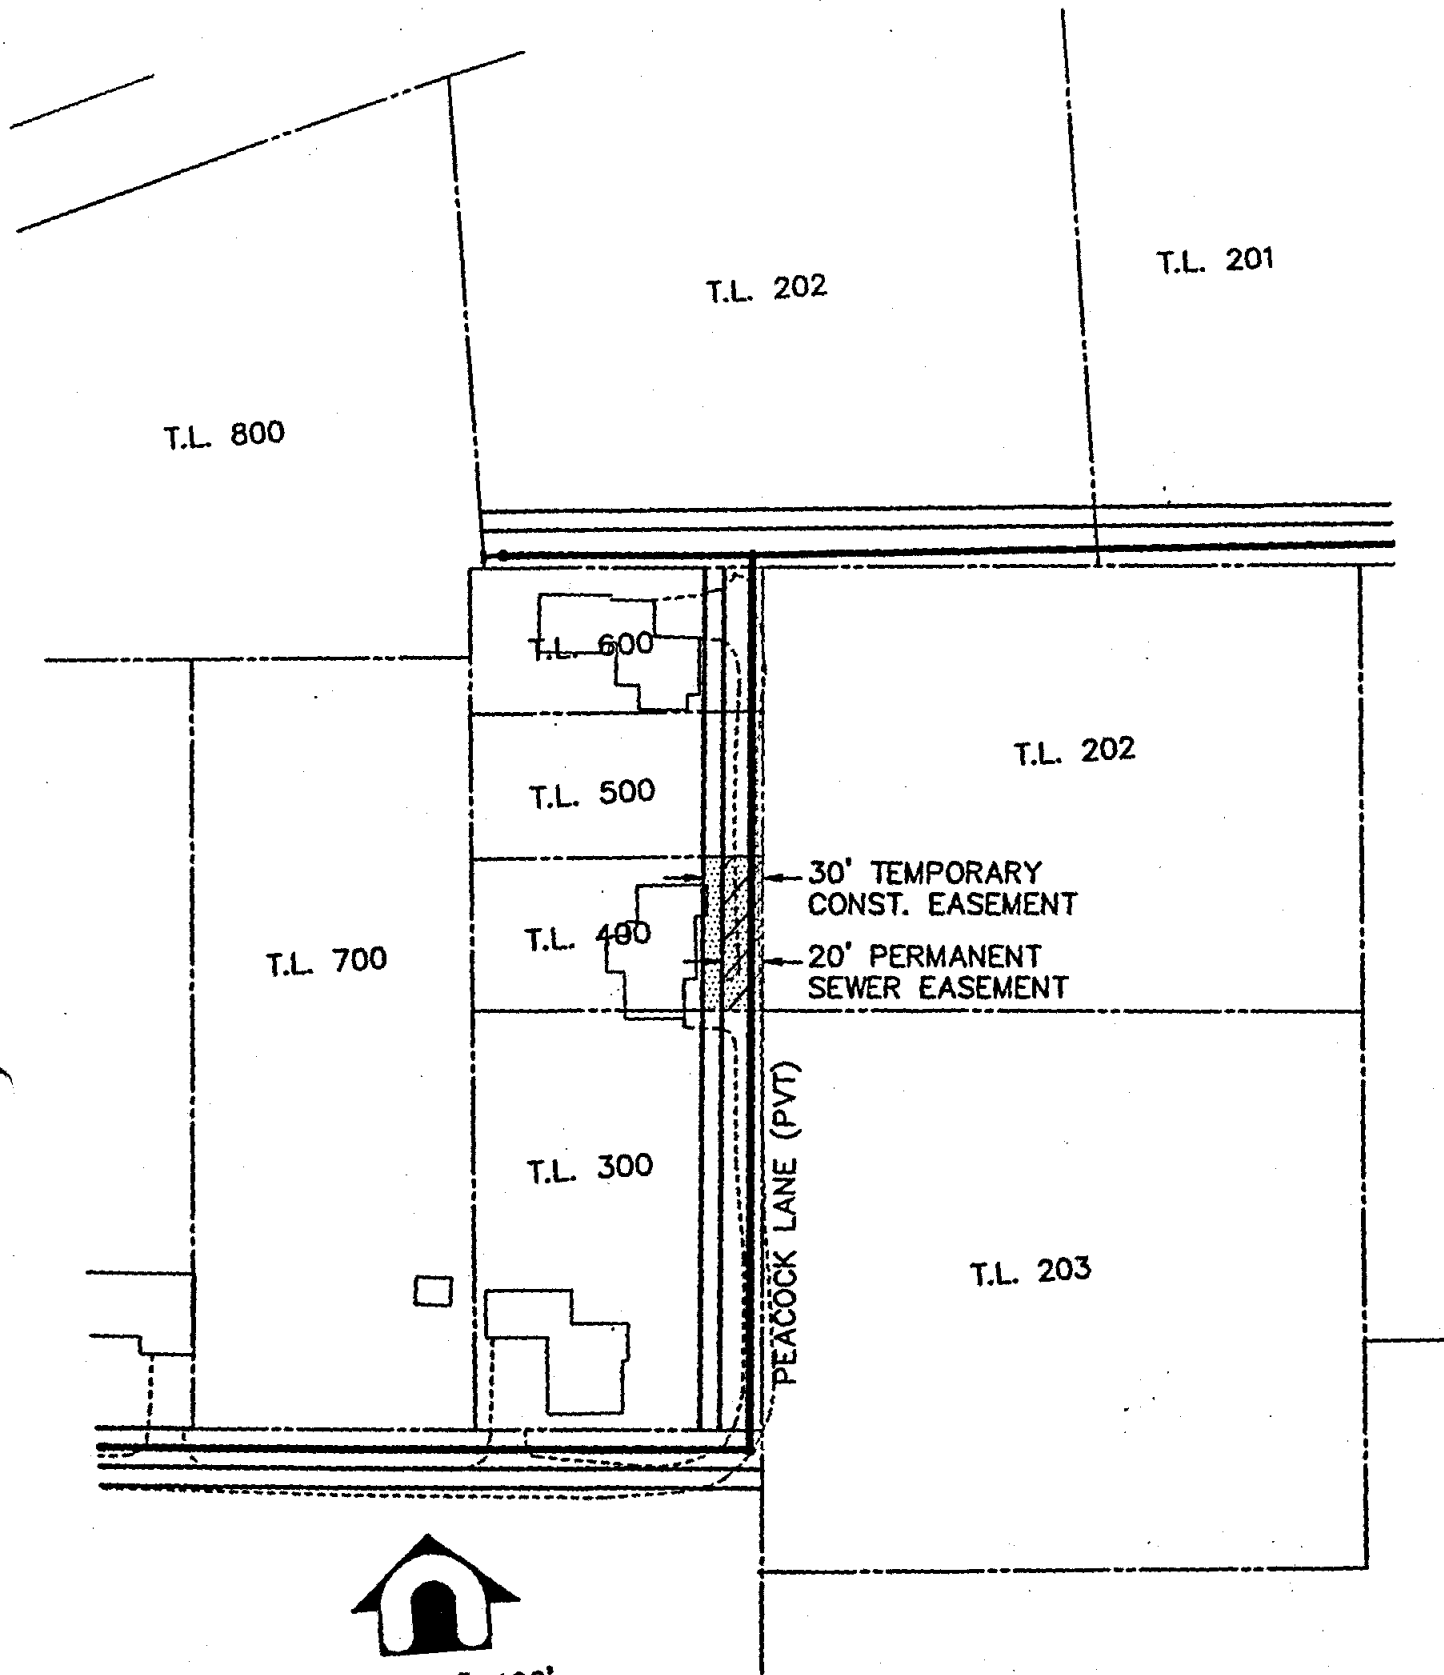 T.L. 201
T.L. 202
T.L. 800
T.L. 600
T.L. 202
T.L. 500
30' TEMPORARY
CONST. EASEMENT
T.L. 400
T.L. 700
20' PERMANENT
SEWER EASEMENT
PEACOCK LANE (PVT)
T.L. 300
T.L. 203